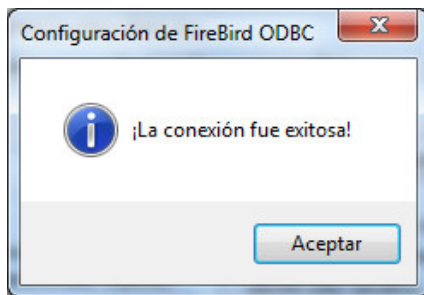 Configuración de FireBird ODBC
¡La conexión fue exitosa!
Aceptar